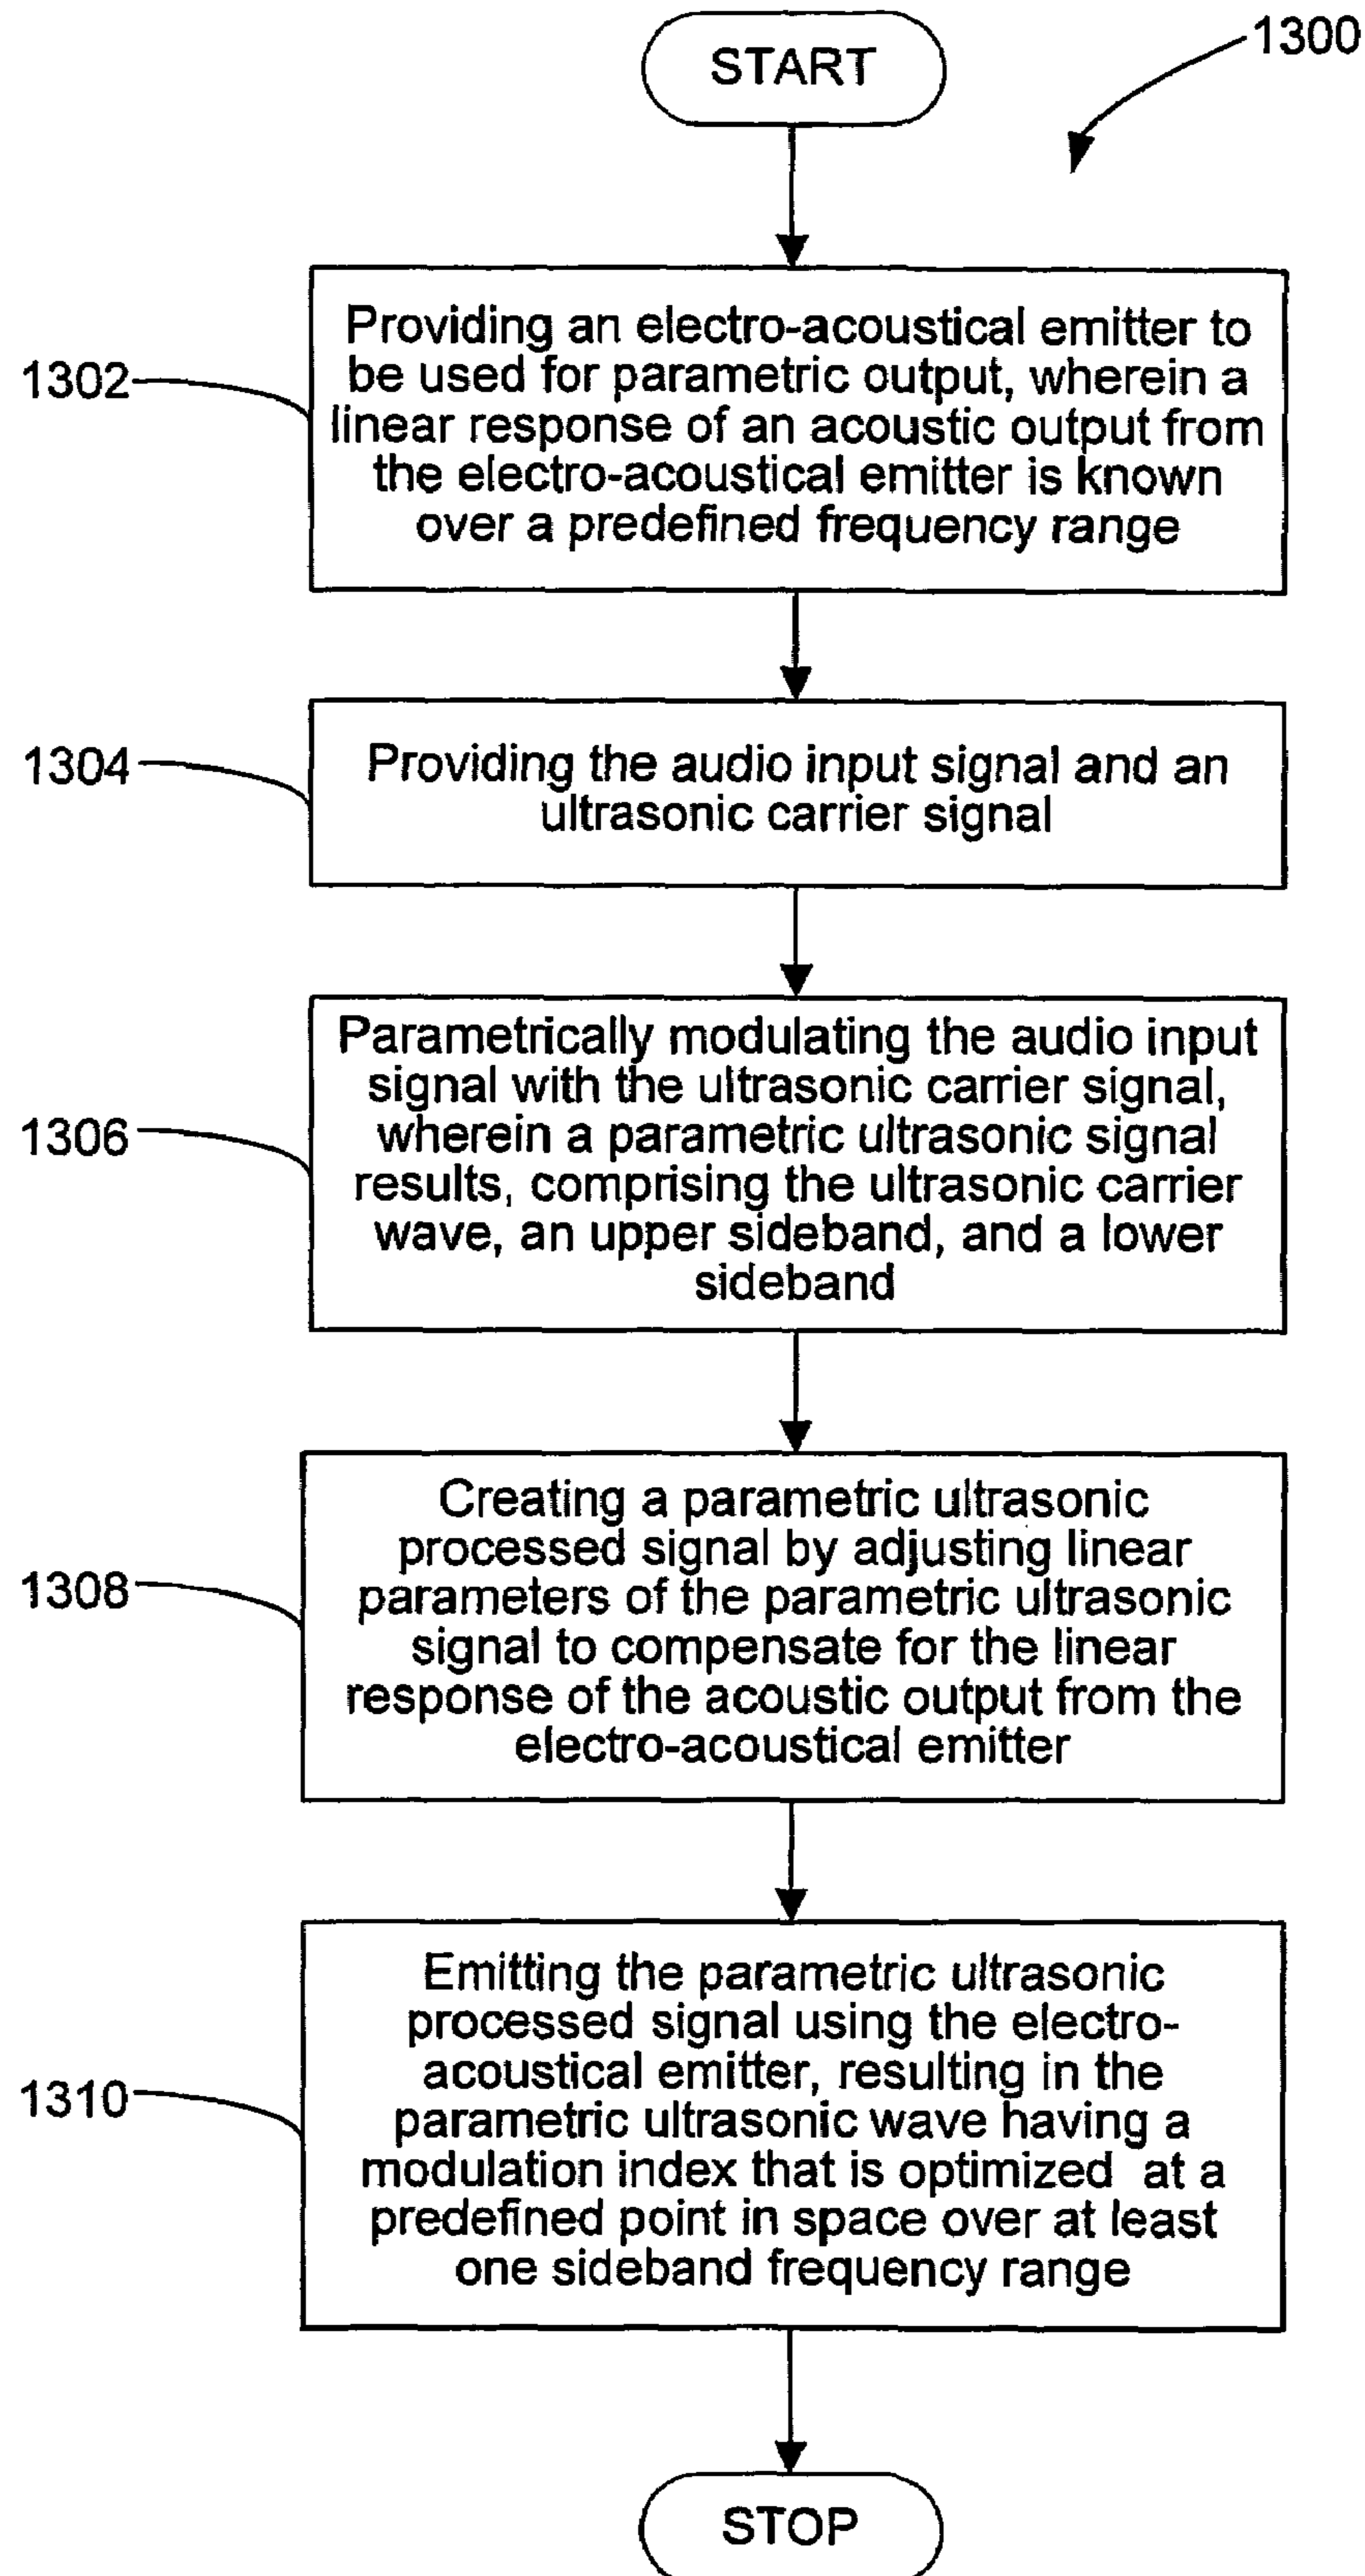 START
1300
1302
Providing an electro-acoustical emitter to
be used for parametric output, wherein a
linear response of an acoustic output from
the electro-acoustical emitter is known
over a predefined frequency range
1304
Providing the audio input signal and an
ultrasonic carrier signal
1306
Parametrically modulating the audio input
signal with the ultrasonic carrier signal,
wherein a parametric ultrasonic signal
results, comprising the ultrasonic carrier
wave, an upper sideband, and a lower
sideband
1308
Creating a parametric ultrasonic
processed signal by adjusting linear
parameters of the parametric ultrasonic
signal to compensate for the linear
response of the acoustic output from the
electro-acoustical emitter
1310
Emitting the parametric ultrasonic
processed signal using the electro-
acoustical emitter, resulting in the
parametric ultrasonic wave having a
modulation index that is optimized at a
predefined point in space over at least
one sideband frequency range
STOP